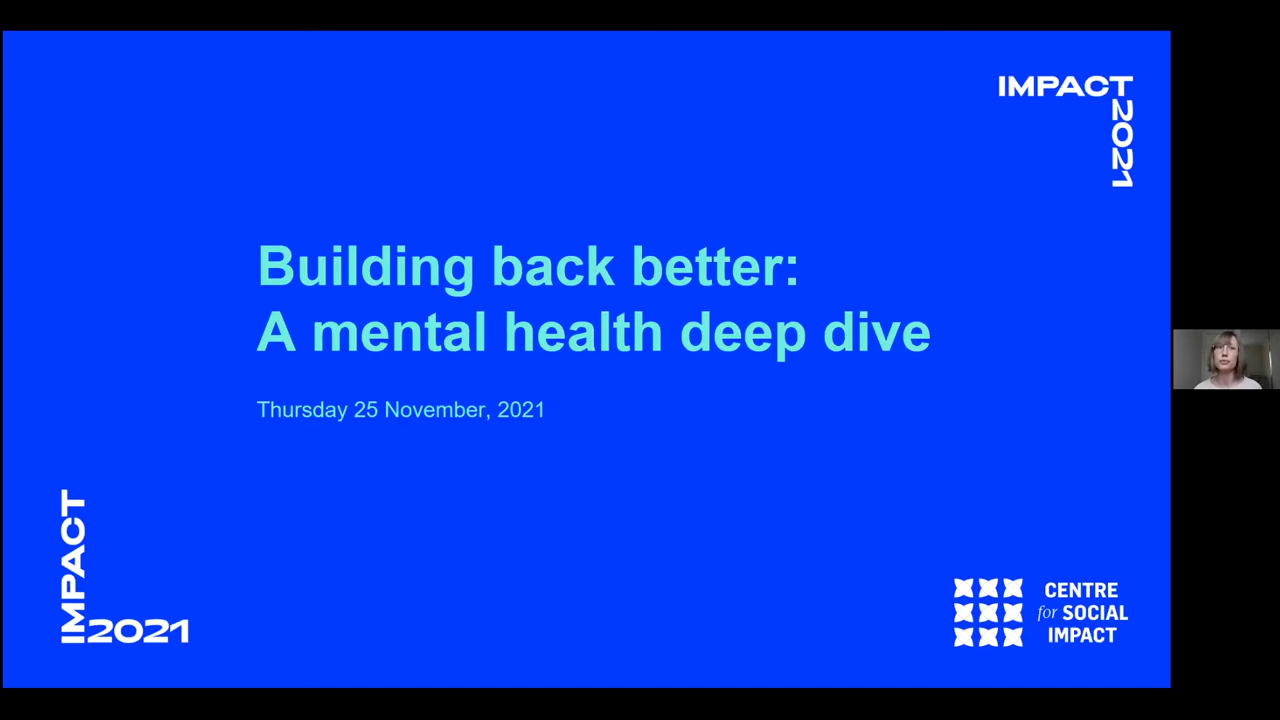 IMPACT
2021
Building back better:
A mental health deep dive
Thursday 25 November, 2021
IMPACT
2021
CENTRE
for SOCIAL
IMPACT